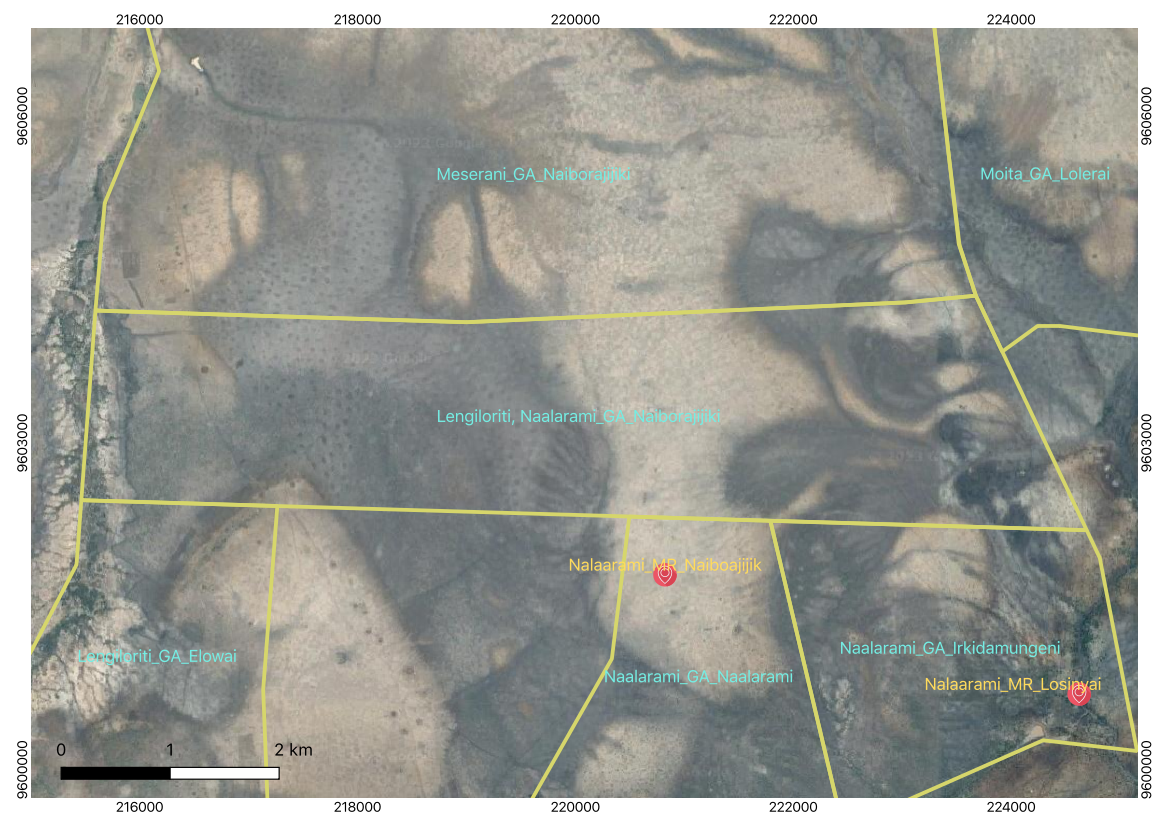 216000
218000
220000
222000
224000
9606000
9606000
Meserani_GA_Naiborajijiki
Moita_GA_Lolerai
Lengiloriti, Naalarami_GA_Naiborajijiki
9603000
9603000
Nalaarami_MR_Naiboajijik
Naalarami_GA_Irkidamungeni
Lengiloriti_GA_Elowai
Naalarami_GA_Naalarami
Nalaarami_MR_Losinyai
0
1
2 km
9600000
9600000
216000
218000
220000
222000
224000